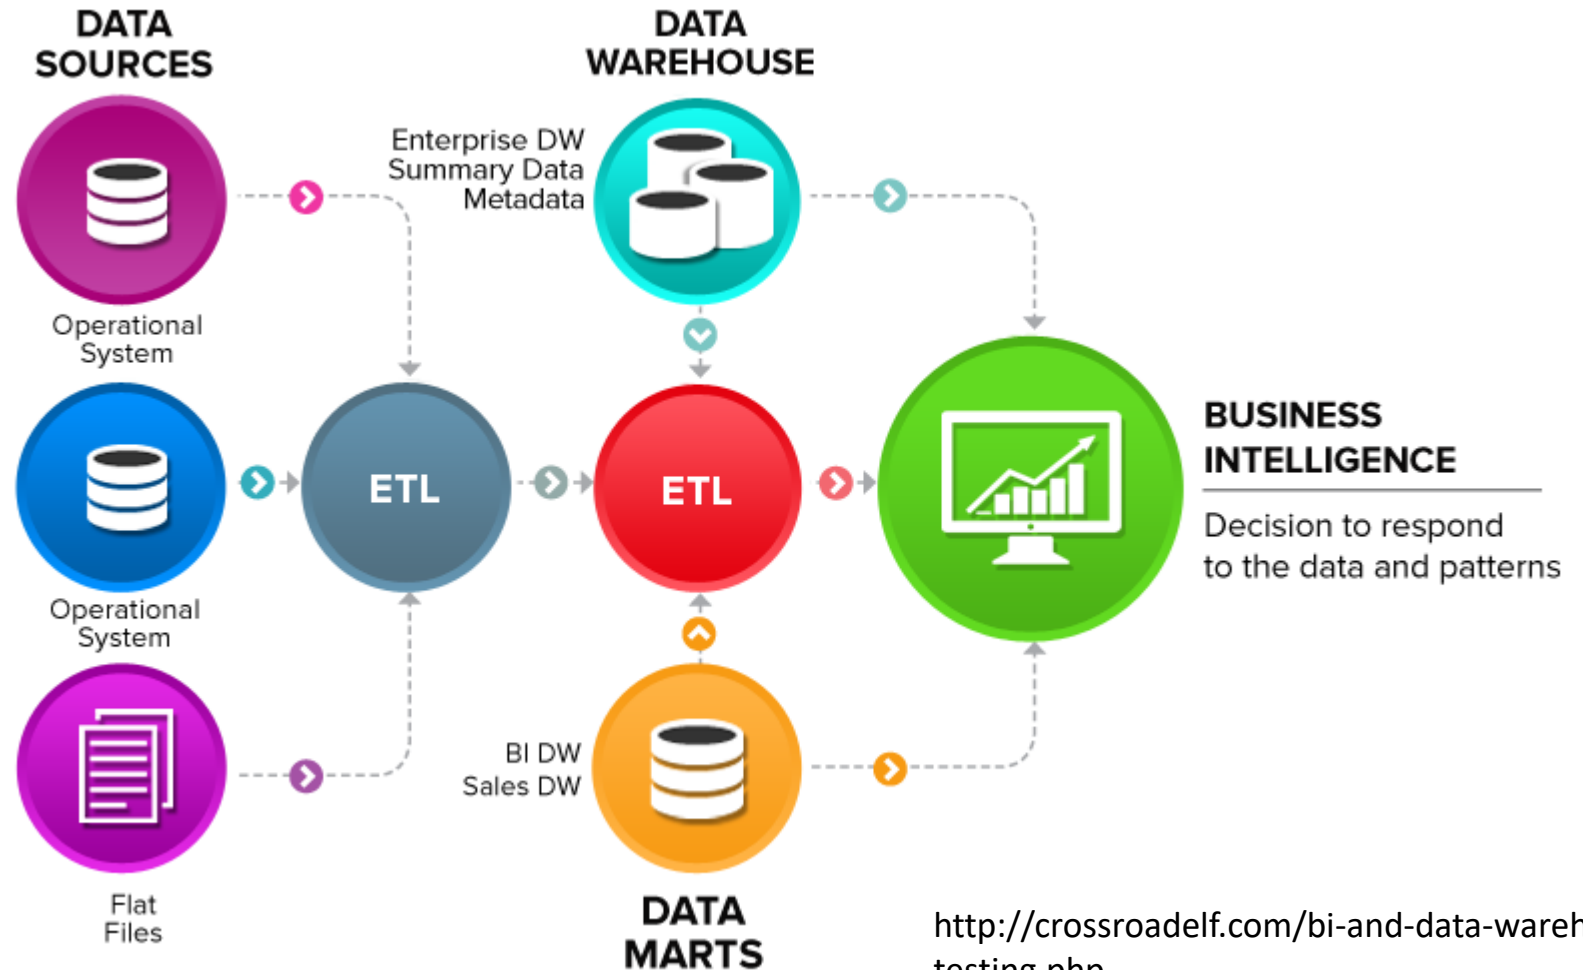 DATA
SOURCES
Operational
System
Operational
System
Flat
Files
ETL
DATA
WAREHOUSE
Enterprise DW
Summary Data
Metadata
ETL
BI DW
Sales DW
DATA
MARTS
BUSINESS
INTELLIGENCE
Decision to respond
to the data and patterns
http://crossroadelf.com/bi-and-data-wareh
testing.php